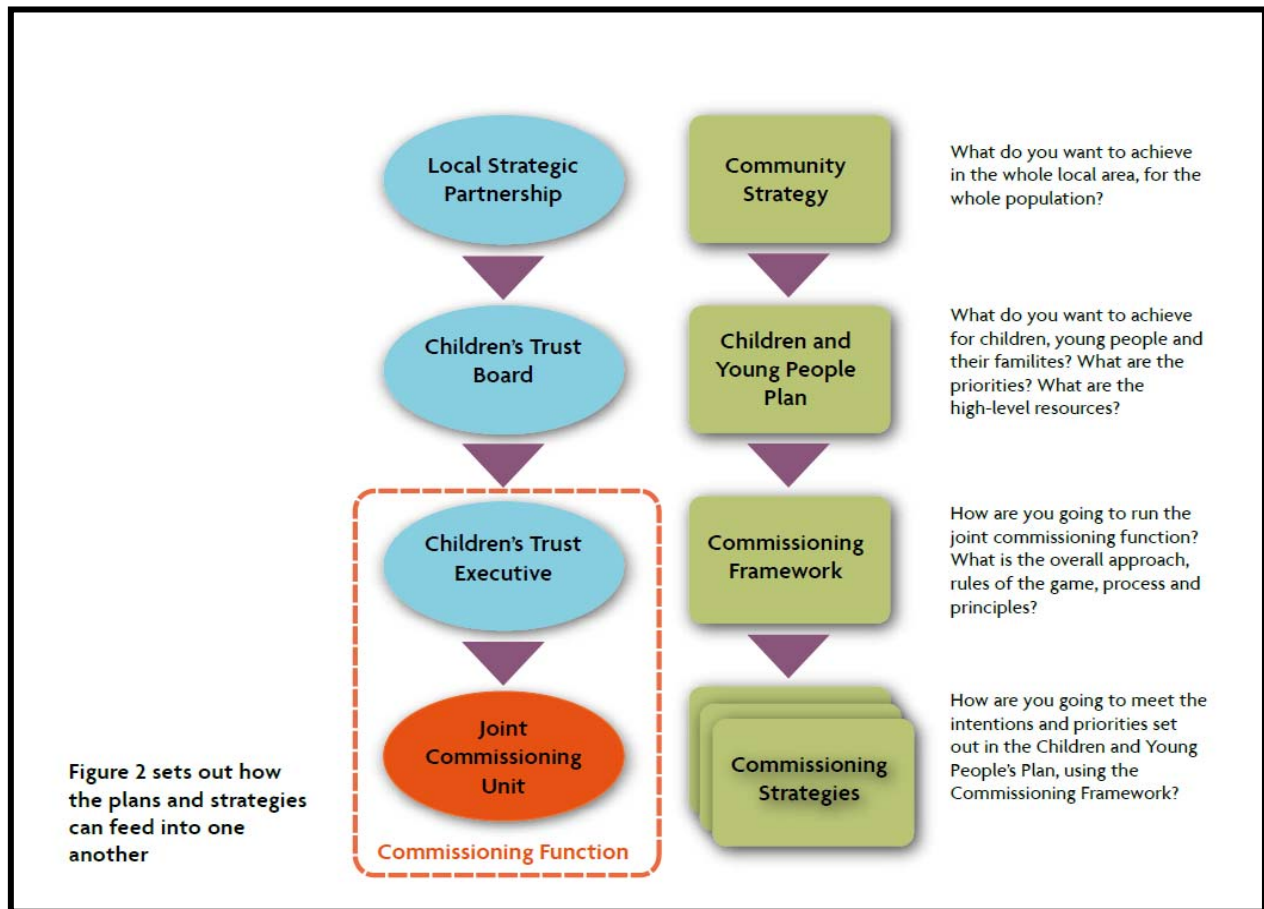 Local Strategic
Partnership
Community
Strategy
What do you want to achieve
in the whole local area, for the
whole population?
Children's Trust
Board
Children and
Young People
Plan
What do you want to achieve
for children, young people and
their familites? What are the
priorities? What are the
high-level resources?
Children's Trust
Executive
Commissioning
Framework
How are you going to run the
joint commissioning function?
What is the overall approach,
rules of the game, process and
principles?
Joint
Commissioning
Unit
Commissioning
Strategies
How are you going to meet the
intentions and priorities set
out in the Children and Young
People's Plan, using the
Commissioning Framework?
Commissioning Function
Figure 2 sets out how
the plans and strategies
can feed into one
another